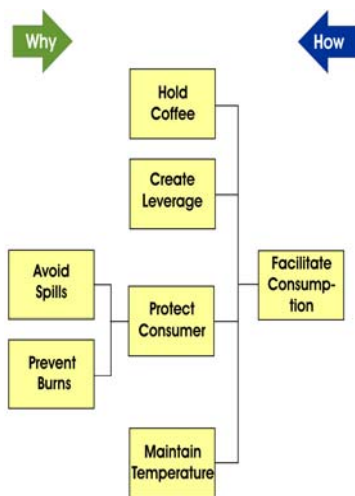 Why
How
Hold
Coffee
Create
Leverage
Avoid
Spills
Facilitate
Consump-
tion
Protect
Consumer
Prevent
Burns
Maintain
Temperature